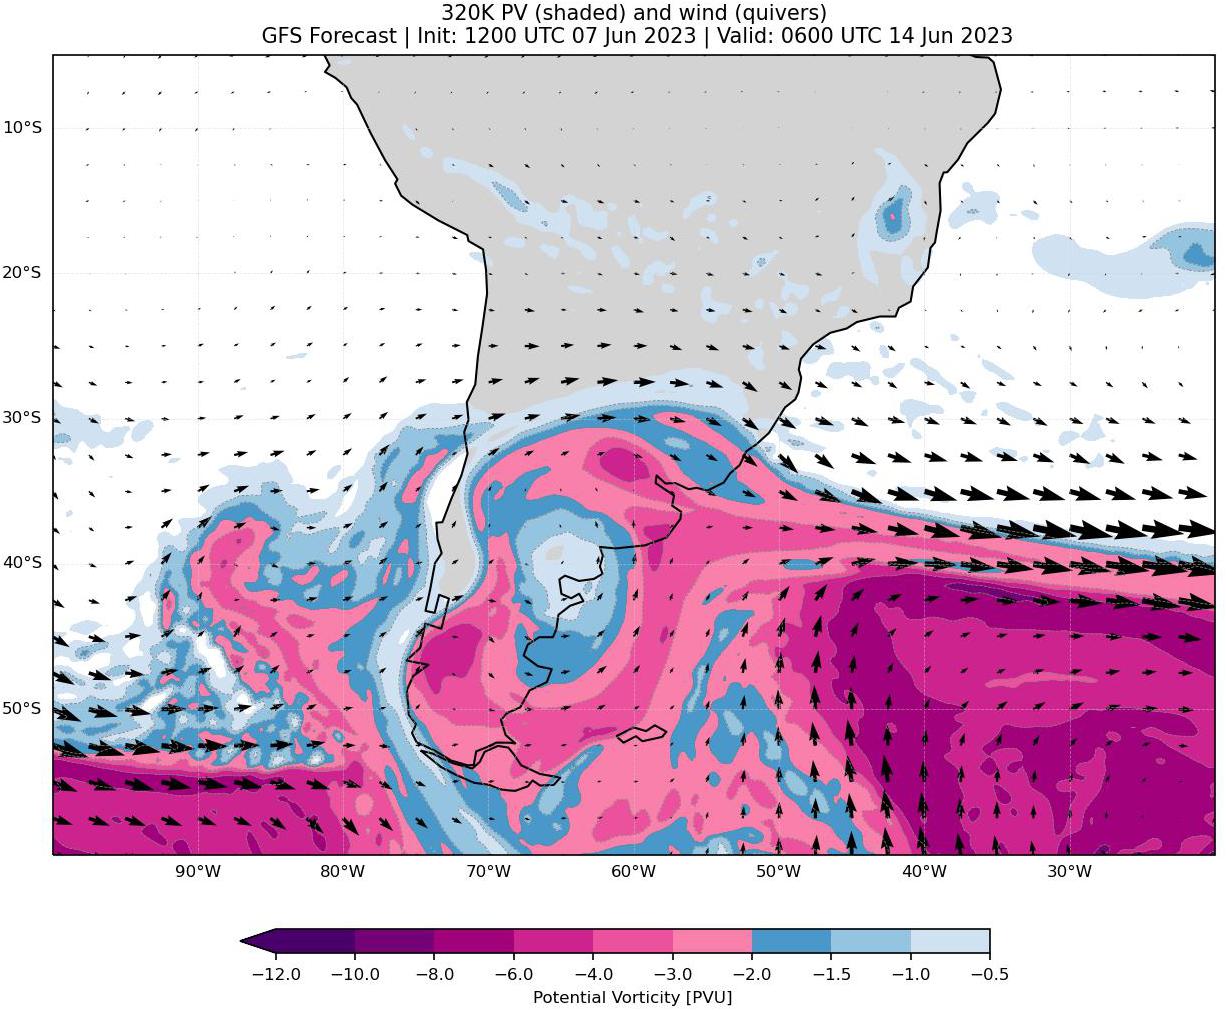 320K PV (shaded) and wind (quivers)
GFS Forecast | Init: 1200 UTC 07 Jun 2023 | Valid: 0600 UTC 14 Jun 2023
10°S
20°S
30°S
40°S
50°S
90°W 80°W 70°W 60°W 50°W 40°W 30°W
−12.0 −10.0 −8.0 −6.0 −4.0 −3.0 −2.0 −1.5 −1.0 −0.5
Potential Vorticity [PVU]